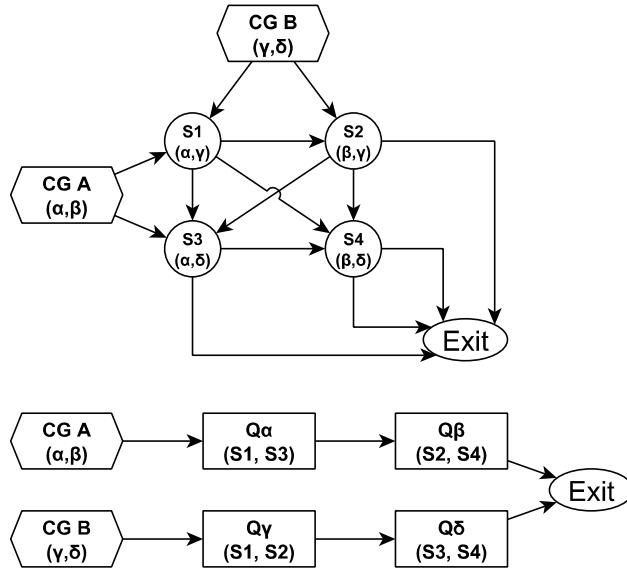 CG B
(γ,δ)
S1
(α,γ)
S2
(β,γ)
CG A
(α,β)
S3
(α,δ)
S4
(β,δ)
Exit
CG A
(α,β)
Qα
(S1, S3)
Qβ
(S2, S4)
Exit
CG B
(γ,δ)
Qγ
(S1, S2)
Qδ
(S3, S4)